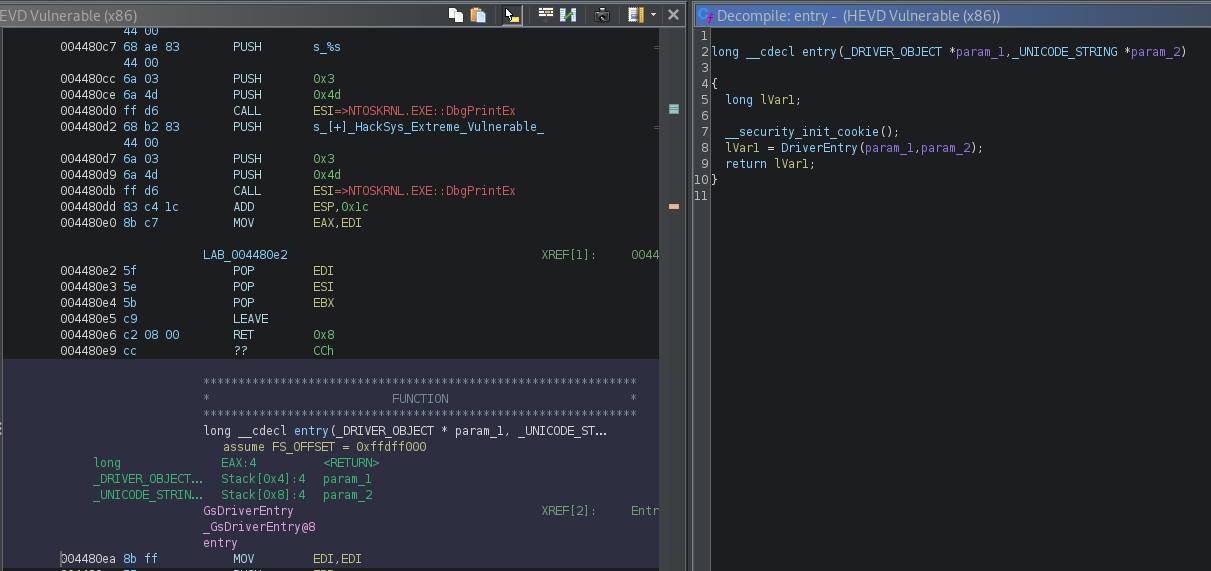 EVD Vulnerable (x86)
44 00
004480c7 68 ae 83 PUSH s_%s =
44 00
004480cc 6a 03 PUSH 0x3
004480ce 6a 4d PUSH 0x4d
004480d0 ff d6 CALL ESI=>NTOSKRNL.EXE::DbgPrintEx
004480d2 68 b2 83 PUSH s_[+]_HackSys_Extreme_Vulnerable_ =
44 00
004480d7 6a 03 PUSH 0x3
004480d9 6a 4d PUSH 0x4d
004480db ff d6 CALL ESI=>NTOSKRNL.EXE::DbgPrintEx
004480dd 83 c4 1c ADD ESP,0x1c
004480e0 8b c7 MOV EAX,EDI
LAB_004480e2 XREF[1]: 0044
004480e2 5f POP EDI
004480e3 5e POP ESI
004480e4 5b POP EBX
004480e5 c9 LEAVE
004480e6 c2 08 00 RET 0x8
004480e9 cc ?? CCh
**************************************************************
* FUNCTION *
**************************************************************
long __cdecl entry(_DRIVER_OBJECT * param_1, _UNICODE_ST...
assume FS_OFFSET = 0xffdff000
long EAX:4 <RETURN>
_DRIVER_OBJECT... Stack[0x4]:4 param_1
_UNICODE_STRIN... Stack[0x8]:4 param_2
GsDriverEntry XREF[2]: Entr
_GsDriverEntry@8
entry
004480ea 8b ff MOV EDI,EDI
Decompile: entry - (HEVD Vulnerable (x86))
1
2 long __cdecl entry(_DRIVER_OBJECT *param_1,_UNICODE_STRING *param_2)
3
4 {
5 long lVar1;
6
7 __security_init_cookie();
8 lVar1 = DriverEntry(param_1,param_2);
9 return lVar1;
10 }
11